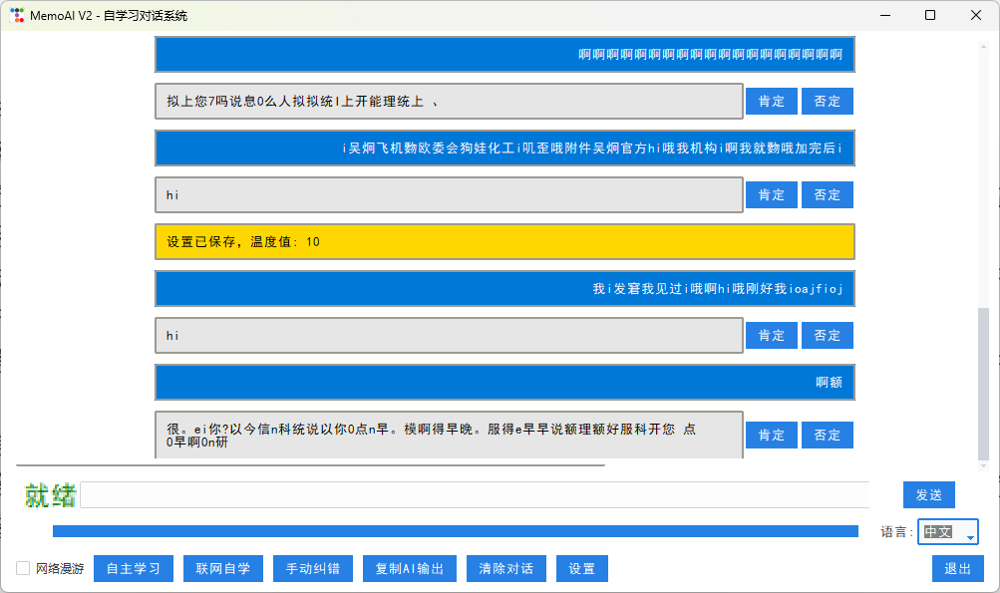 MemoAI V2 - 自学习对话系统
啊啊啊啊啊啊啊啊啊啊啊啊啊啊啊啊啊啊啊
拟上您7吗说息0么人拟拟统I上开能理统上 、
肯定 否定
i吴炯飞机覅欧委会狗娃化工i叽歪哦附件吴炯官方hi哦我机构i啊我就覅哦加完后i
hi
肯定 否定
设置已保存，温度值: 10
我i发窘我见过i哦啊hi哦刚好我ioajfioj
hi
肯定 否定
啊额
很。ei你?以今信n科统说以你0点n早。模啊得早晚。服得e早早说额理额好服科开您 点
0早啊0n研
肯定 否定
就绪
发送
语言: 中文
网络漫游 自主学习 联网自学 手动纠错 复制AI输出 清除对话 设置 退出